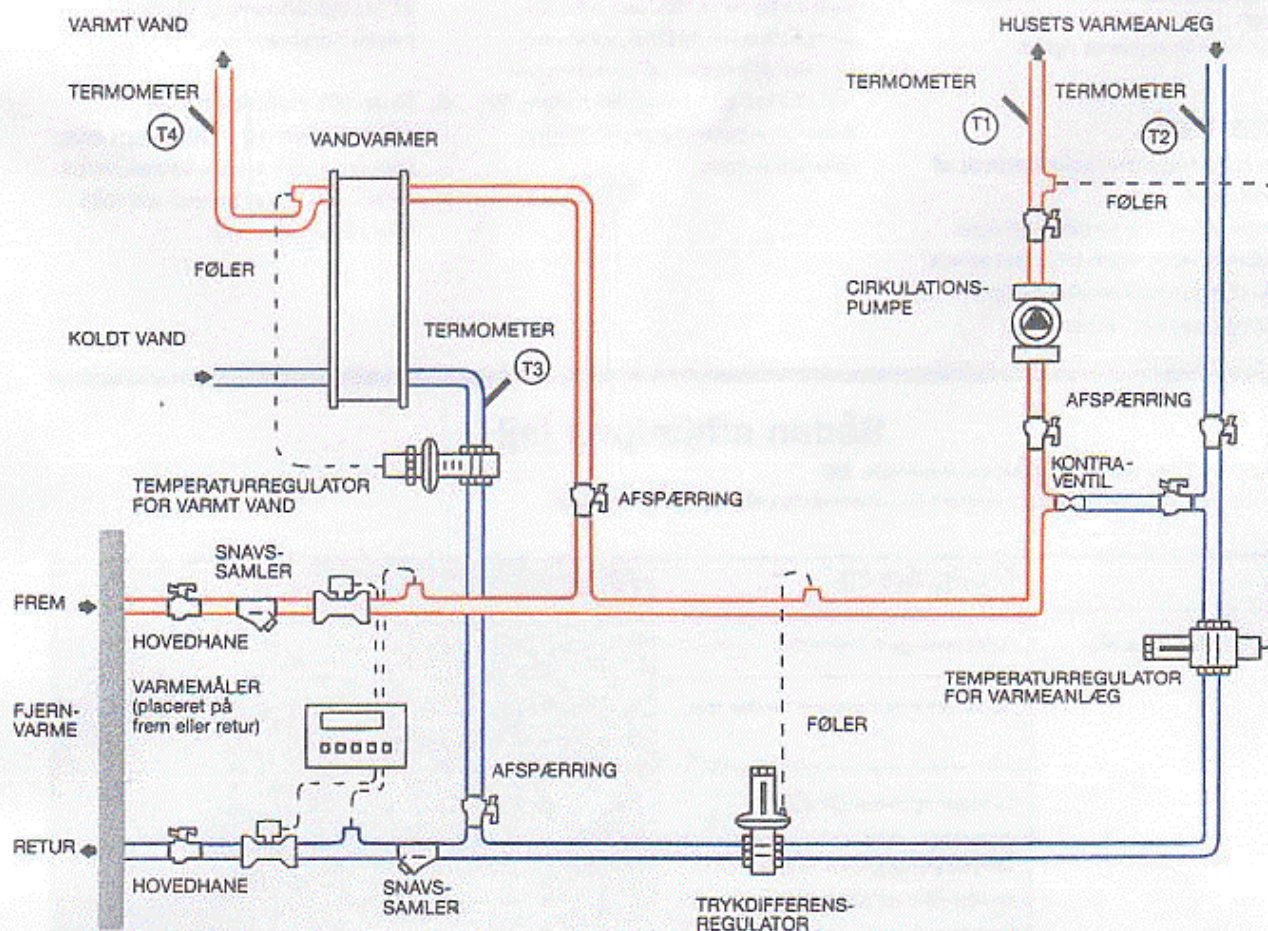 VARMT VAND
HUSETS VARMEANLÆG
TERMOMETER
T4
VANDVARMER
TERMOMETER
T1
TERMOMETER
T2
FØLER
FØLER
CIRKULATIONS-
PUMPE
KOLDT VAND
TERMOMETER
T3
AFSPÆRRING
TEMPERATURREGULATOR
FOR VARMT VAND
AFSPÆRRING
KONTRA-
VENTIL
SNAVS-
SAMLER
FREM
HOVEDHANE
VARMEMÅLER
(placeret på
frem eller retur)
FJERN-
VARME
TEMPERATURREGULATOR
FOR VARMEANLÆG
FØLER
AFSPÆRRING
RETUR
HOVEDHANE
SNAVS-
SAMLER
TRYKDIFFERENS-
REGULATOR